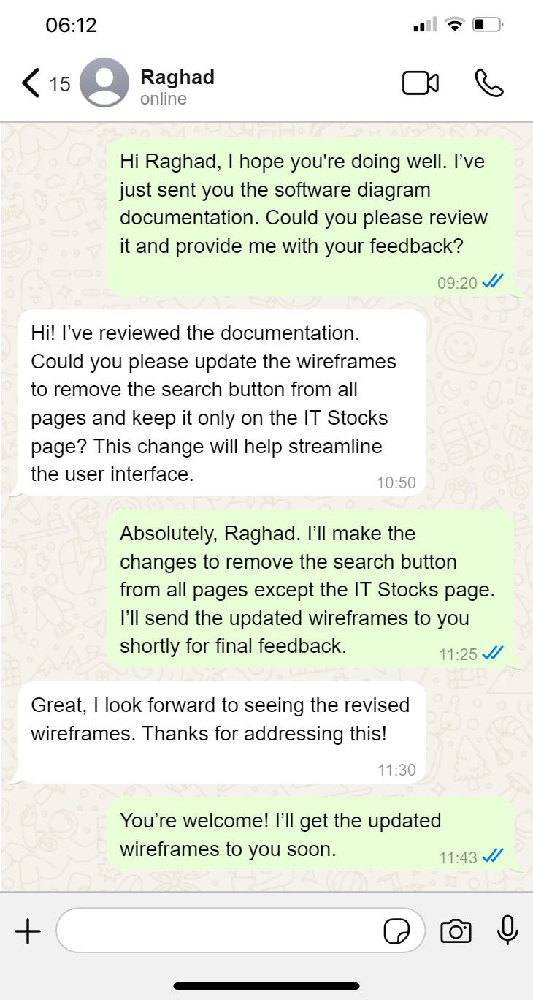 06:12
15
Raghad
online
Hi Raghad, I hope you're doing well. I’ve
just sent you the software diagram
documentation. Could you please review
it and provide me with your feedback?
09:20
Hi! I’ve reviewed the documentation.
Could you please update the wireframes
to remove the search button from all
pages and keep it only on the IT Stocks
page? This change will help streamline
the user interface.
10:50
Absolutely, Raghad. I’ll make the
changes to remove the search button
from all pages except the IT Stocks page.
I’ll send the updated wireframes to you
shortly for final feedback.
11:25
Great, I look forward to seeing the revised
wireframes. Thanks for addressing this!
11:30
You’re welcome! I’ll get the updated
wireframes to you soon.
11:43